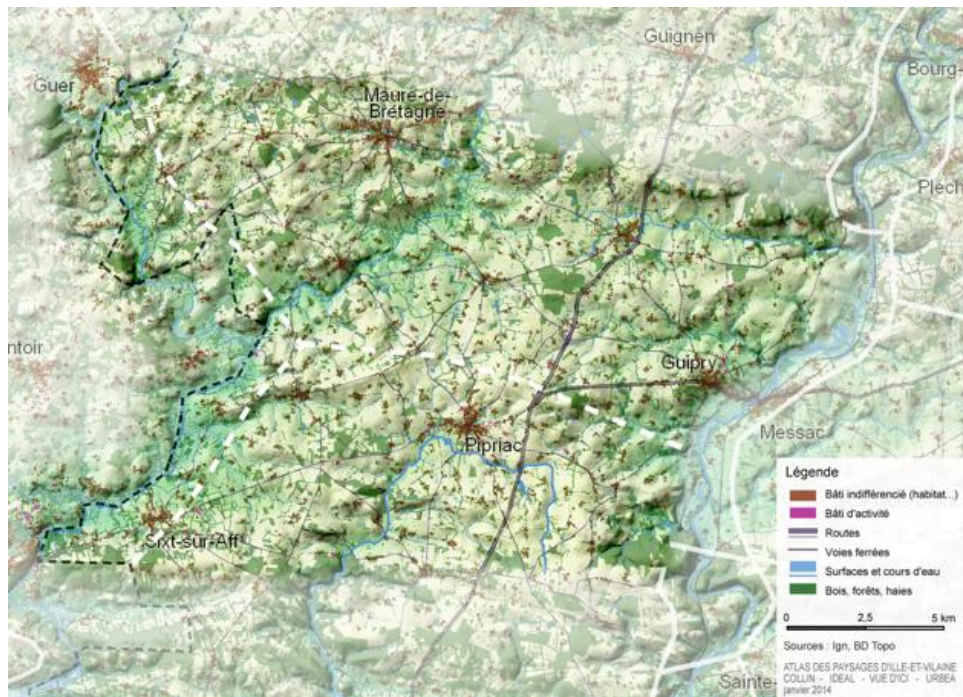 Guignen
Bourg-
Guer
Maure-de-
Bretagne
Plech
ntoir
Guipry
Pipriac
Messac
Sixt-sur-Aff
Sainte-
Légende
Bâti indifférencié (habitat...)
Bâti d'activité
Routes
Voies ferrées
Surfaces et cours d'eau
Bois, forêts, haies
0 2,5 5 km
Sources : Ign, BD Topo
ATLAS DES PAYSAGES D'ILLE-ET-VILAINE
COLLIN - IDEAL - VUE D'ICI - URBEA
janvier 2014